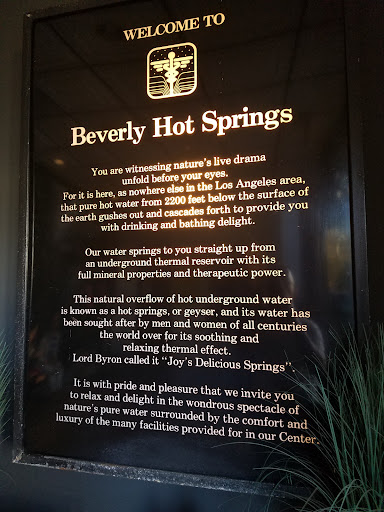 WELCOME TO
Beverly Hot Springs
You are witnessing nature's live drama
unfold before your eyes.
For it is here, as nowhere else in the Los Angeles area,
that pure hot water from 2200 feet below the surface of
the earth gushes out and cascades forth to provide you
with drinking and bathing delight.
Our water springs to you straight up from
an underground thermal reservoir with its
full mineral properties and therapeutic power.
This natural overflow of hot underground water
is known as a hot springs, or geyser, and its water has
been sought after by men and women of all centuries
the world over for its soothing and
relaxing thermal effect.
Lord Byron called it "Joy's Delicious Springs".
It is with pride and pleasure that we invite you
to relax and delight in the wondrous spectacle of
nature's pure water surrounded by the comfort and
luxury of the many facilities provided for in our Center.